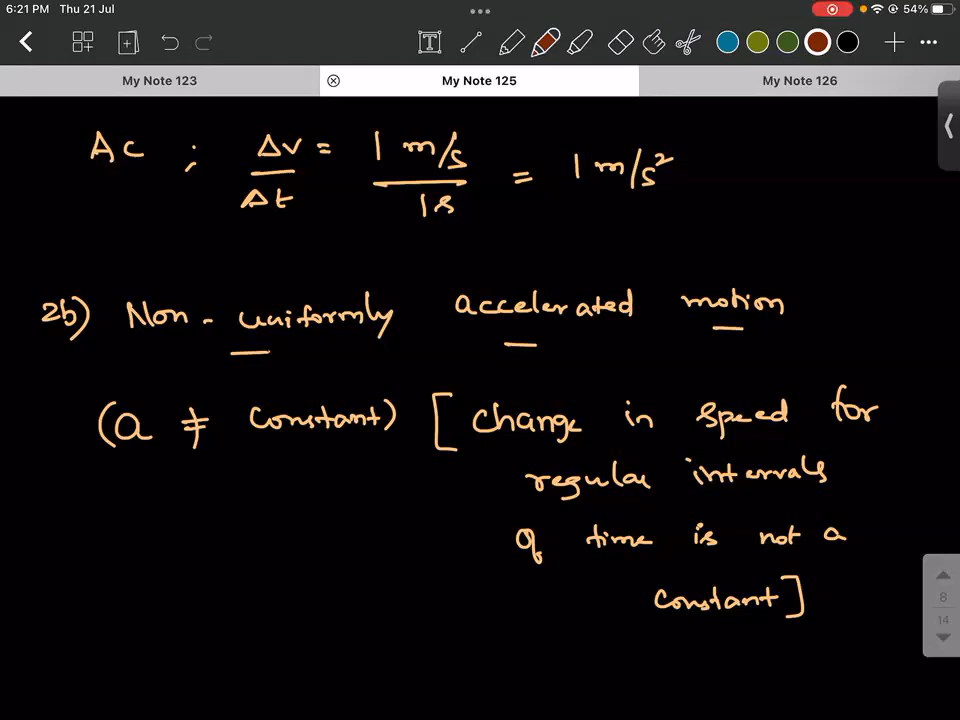 6:21 PM Thu 21 Jul
54%
My Note 123
My Note 125
My Note 126
AC ; Δv/Δt = 1 m/s / 1s = 1 m/s²
2b) Non-uniformly accelerated motion
(a ≠ constant) [change in speed for
regular intervals
of time is not a
constant]
8
14